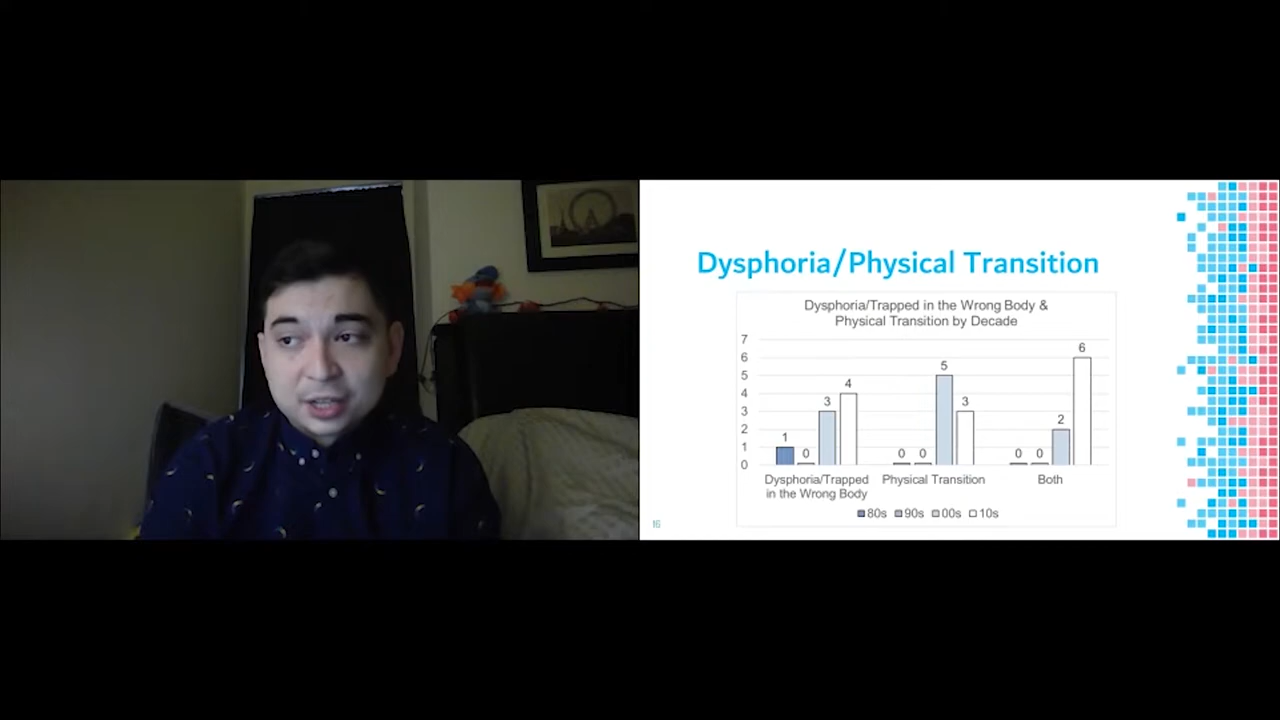 Dysphoria/Physical Transition
Dysphoria/Trapped in the Wrong Body &
Physical Transition by Decade
7
6
5
4
3
2
1
0
1
0
3
4
0
0
5
3
0
0
2
6
Dysphoria/Trapped
in the Wrong Body
Physical Transition
Both
80s 90s 00s 10s
16